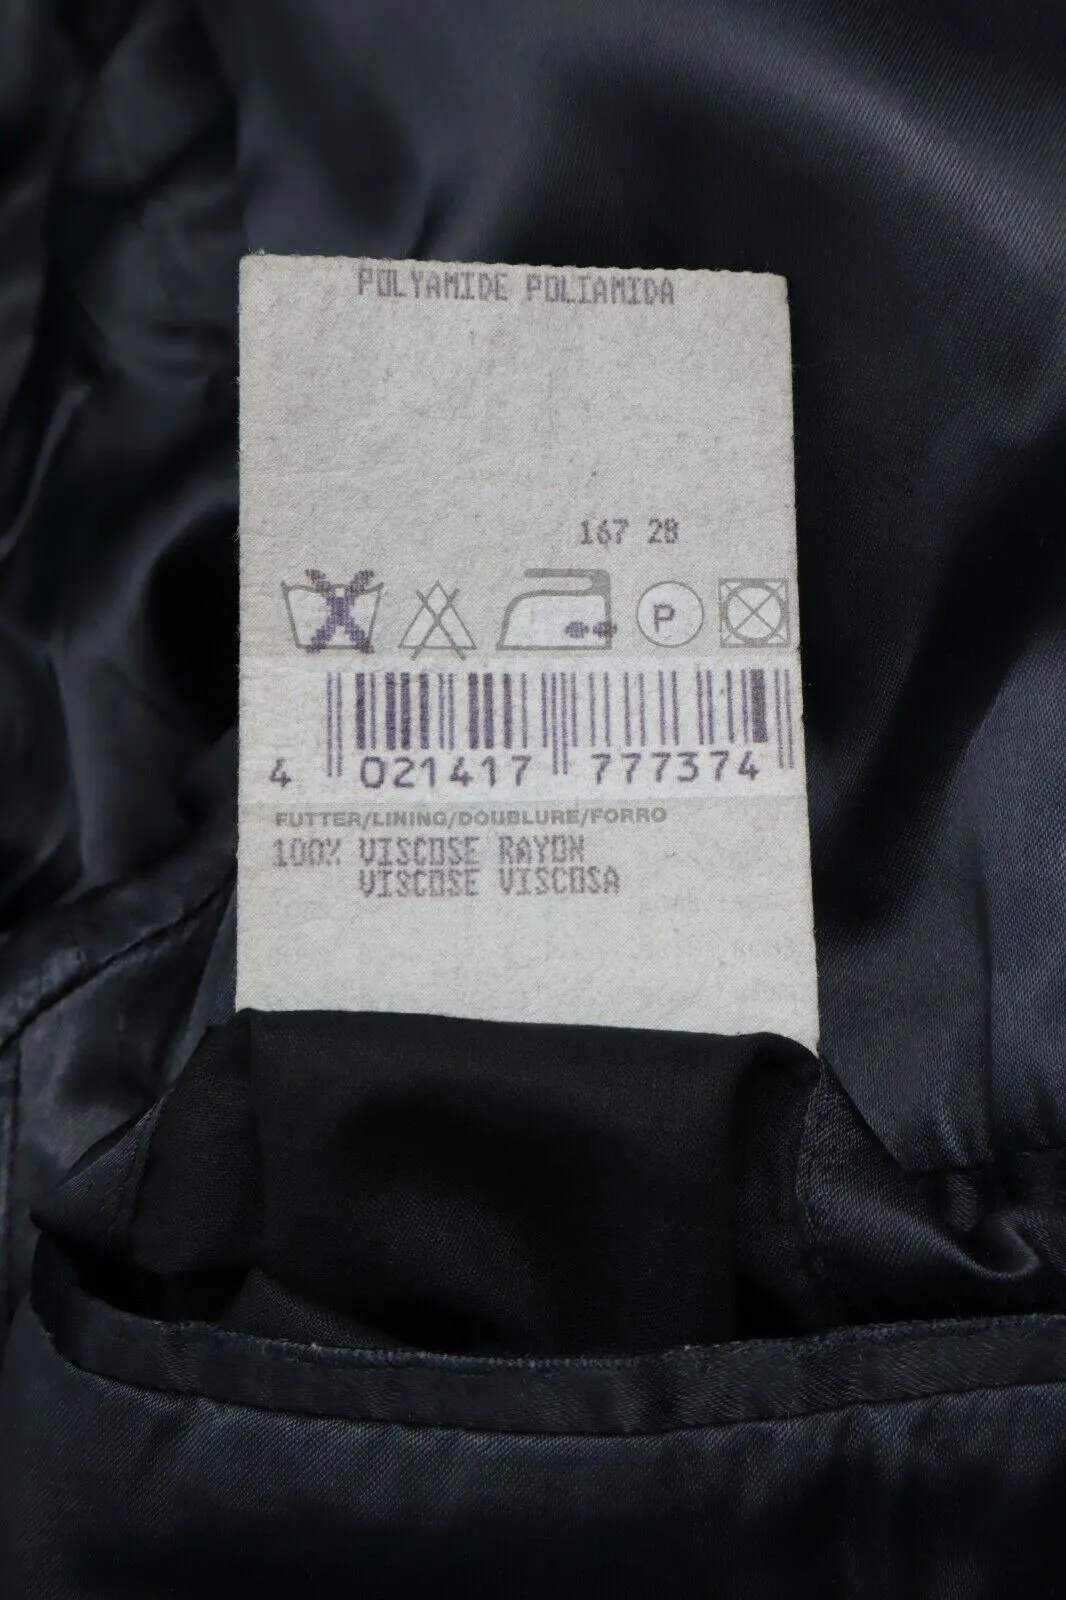 POLYAMIDE POLIAMIDA
167 28
P
4 021417 777374
FUTTER/LINING/DOUBLURE/FORRO
100% VISCOSE RAYON
VISCOSE VISCOSA